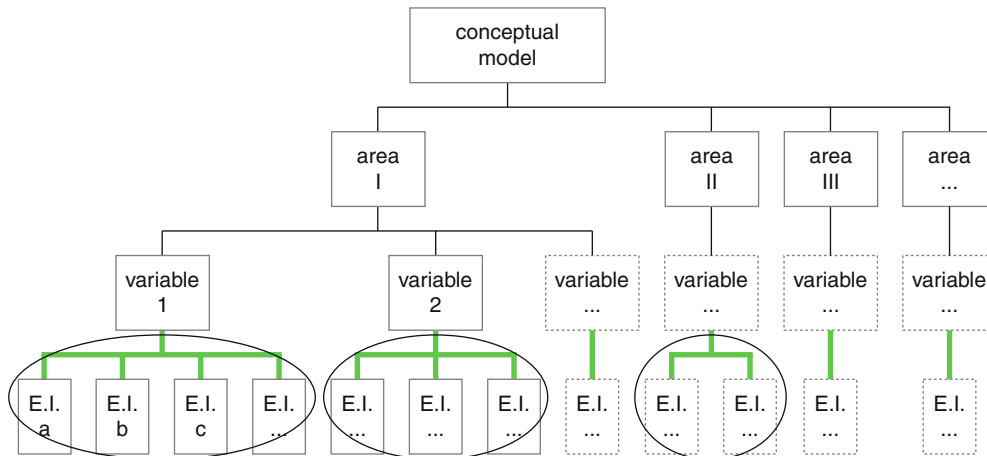 conceptual
model
area
I
area
II
area
III
area
...
variable
1
variable
2
variable
...
variable
...
variable
...
variable
...
E.I.
a
E.I.
b
E.I.
c
E.I.
...
E.I.
...
E.I.
...
E.I.
...
E.I.
...
E.I.
...
E.I.
...
E.I.
...
E.I.
...